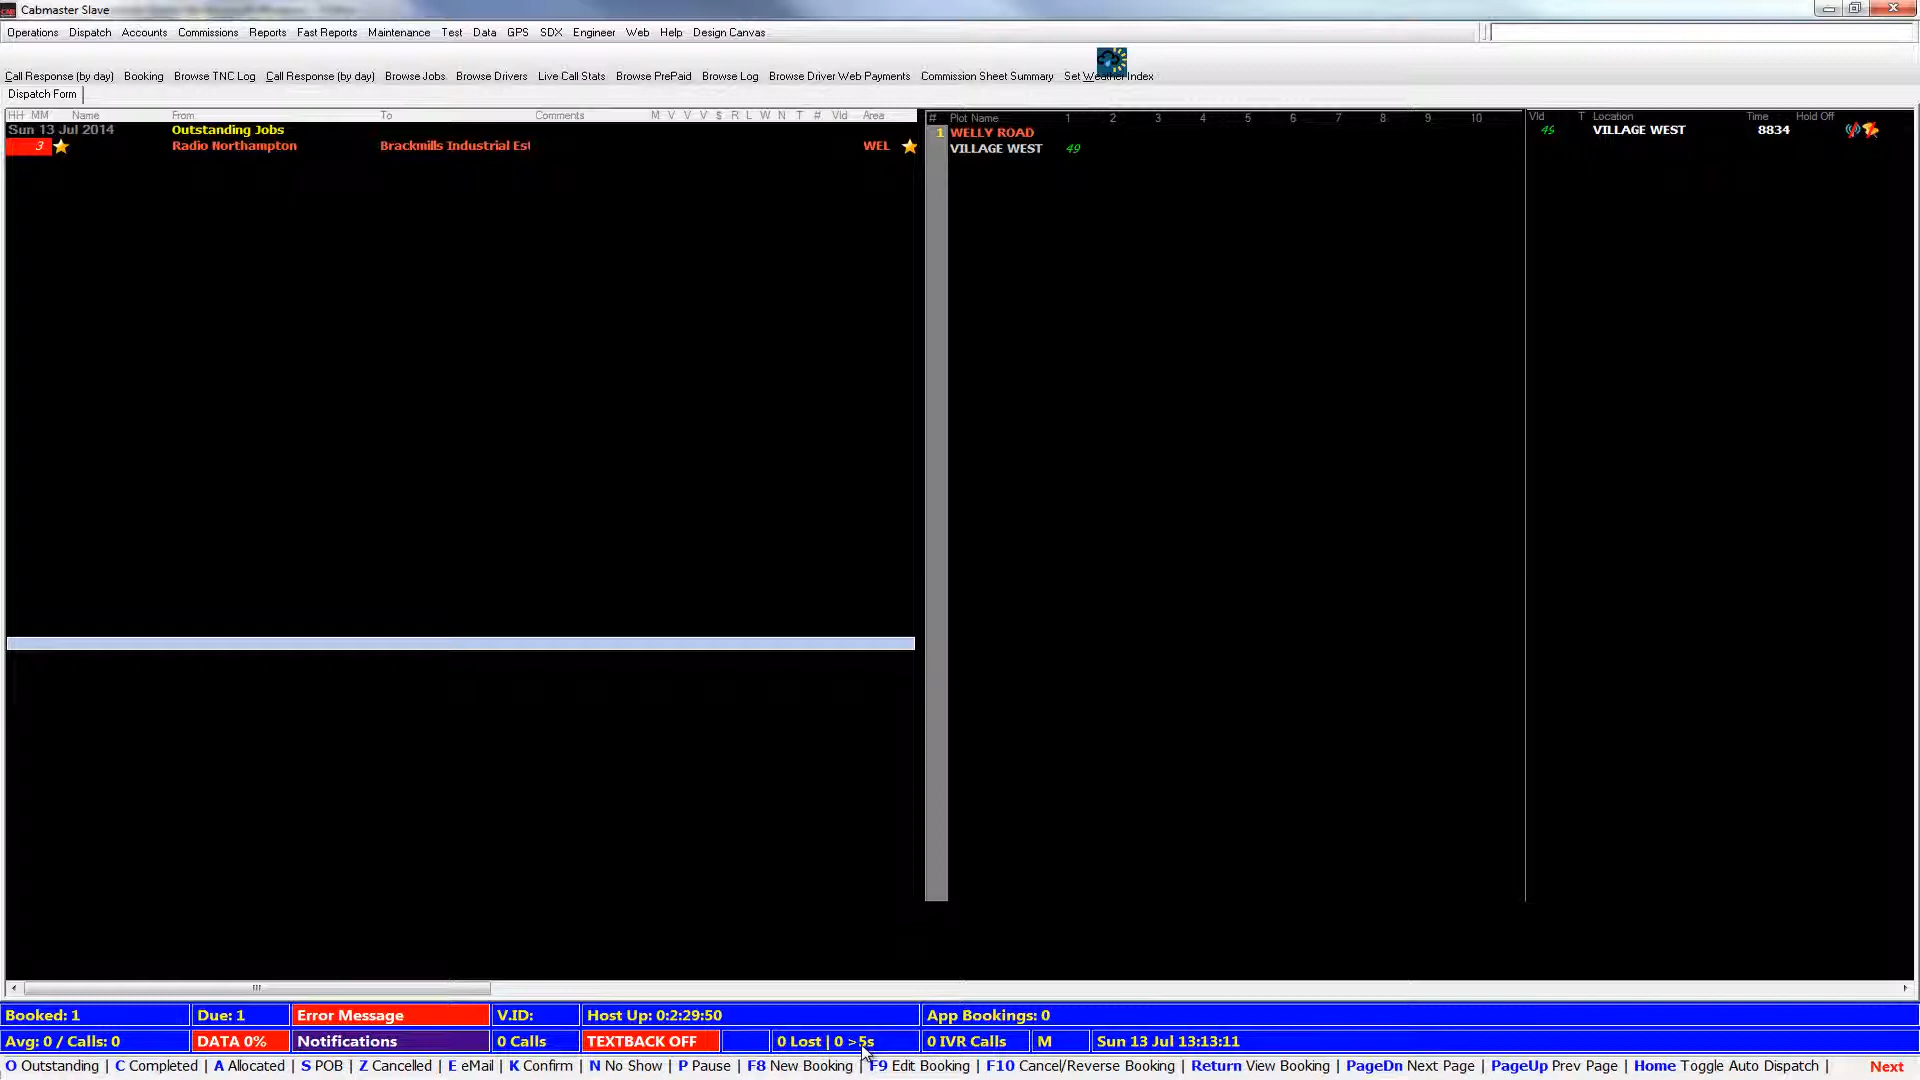 Cabmaster Slave
Operations Dispatch Accounts Commissions Reports Fast Reports Maintenance Test Data GPS SDX Engineer Web Help Design Canvas
Call Response (by day) Booking Browse TNC Log Call Response (by day) Browse Jobs Browse Drivers Live Call Stats Browse PrePaid Browse Log Browse Driver Web Payments Commission Sheet Summary Set Weather Index
Dispatch Form
HH MM Name From To Comments M V V V $ R L W N T # VId Area
# Plot Name 1 2 3 4 5 6 7 8 9 10
VId T Location Time Hold Off
Sun 13 Jul 2014 Outstanding Jobs
3 Radio Northampton Brackmills Industrial Est WEL
1 WELLY ROAD
VILLAGE WEST 49
49 VILLAGE WEST 8834
Booked: 1 Due: 1 Error Message V.ID: Host Up: 0:2:29:50 App Bookings: 0
Avg: 0 / Calls: 0 DATA 0% Notifications 0 Calls TEXTBACK OFF 0 Lost | 0 >5s 0 IVR Calls M Sun 13 Jul 13:13:11
O Outstanding | C Completed | A Allocated | S POB | Z Cancelled | E eMail | K Confirm | N No Show | P Pause | F8 New Booking | F9 Edit Booking | F10 Cancel/Reverse Booking | Return View Booking | PageDn Next Page | PageUp Prev Page | Home Toggle Auto Dispatch | Next